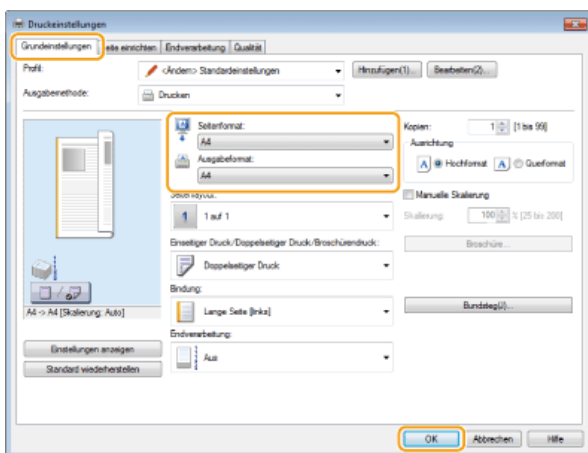 Druckeinstellungen
Grundeinstellungen Seite einrichten Endverarbeitung Qualität
Profil: <Ändern> Standardeinstellungen Hinzufügen(1)... Bearbeiten(2)...
Ausgabemethode: Drucken
Seitenformat:
A4
Ausgabeformat:
A4
Kopien: 1 [1 bis 99]
Ausrichtung
A Hochformat A Querformat
Seitenlayout:
1 1 auf 1
Manuelle Skalierung
Skalierung: 100 % [25 bis 200]
Einseitiger Druck/Doppelseitiger Druck/Broschürendruck:
Doppelseitiger Druck
Broschüre...
Bindung:
Lange Seite [links]
Bundsteg(J)...
A4 -> A4 [Skalierung: Auto]
Endverarbeitung:
Aus
Einstellungen anzeigen
Standard wiederherstellen
OK Abbrechen Hilfe